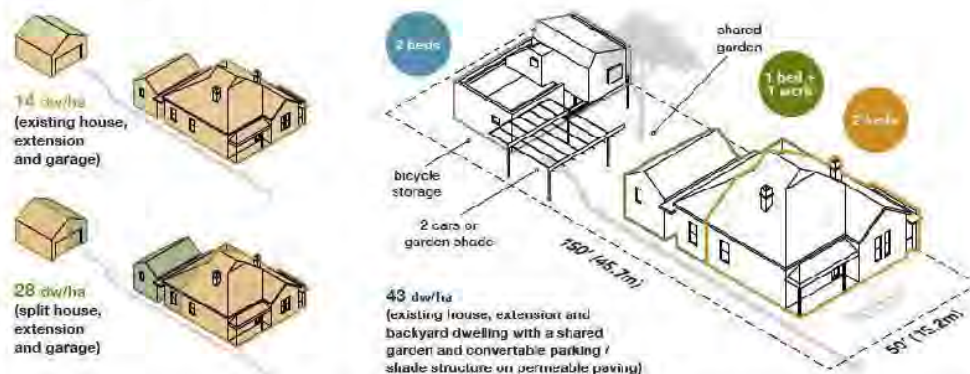 14 dw/ha
(existing house,
extension
and garage)
28 dw/ha
(split house,
extension
and garage)
2 beds
shared
garden
1 bed +
1 work
2 beds
bicycle
storage
2 cars or
garden shade
150' (45.7m)
50' (15.2m)
43 dw/ha
(existing house, extension and
backyard dwelling with a shared
garden and convertable parking /
shade structure on permeable paving)